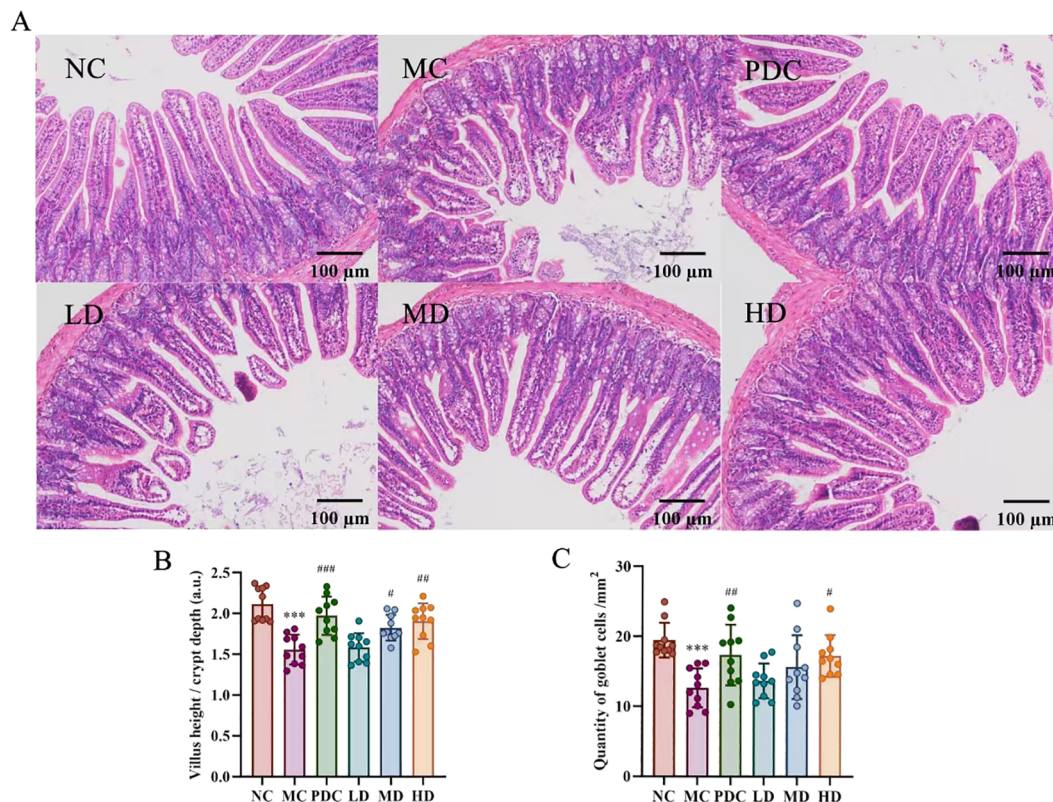 A
NC
MC
PDC
100 µm
100 µm
100 µm
LD
MD
HD
100 µm
100 µm
100 µm
B
Villus height / crypt depth (a.u.)
2.5
2.0
1.5
1.0
0.5
0.0
***
###
#
##
NC MC PDC LD MD HD
C
Quantity of goblet cells /mm²
30
20
10
0
***
##
#
NC MC PDC LD MD HD